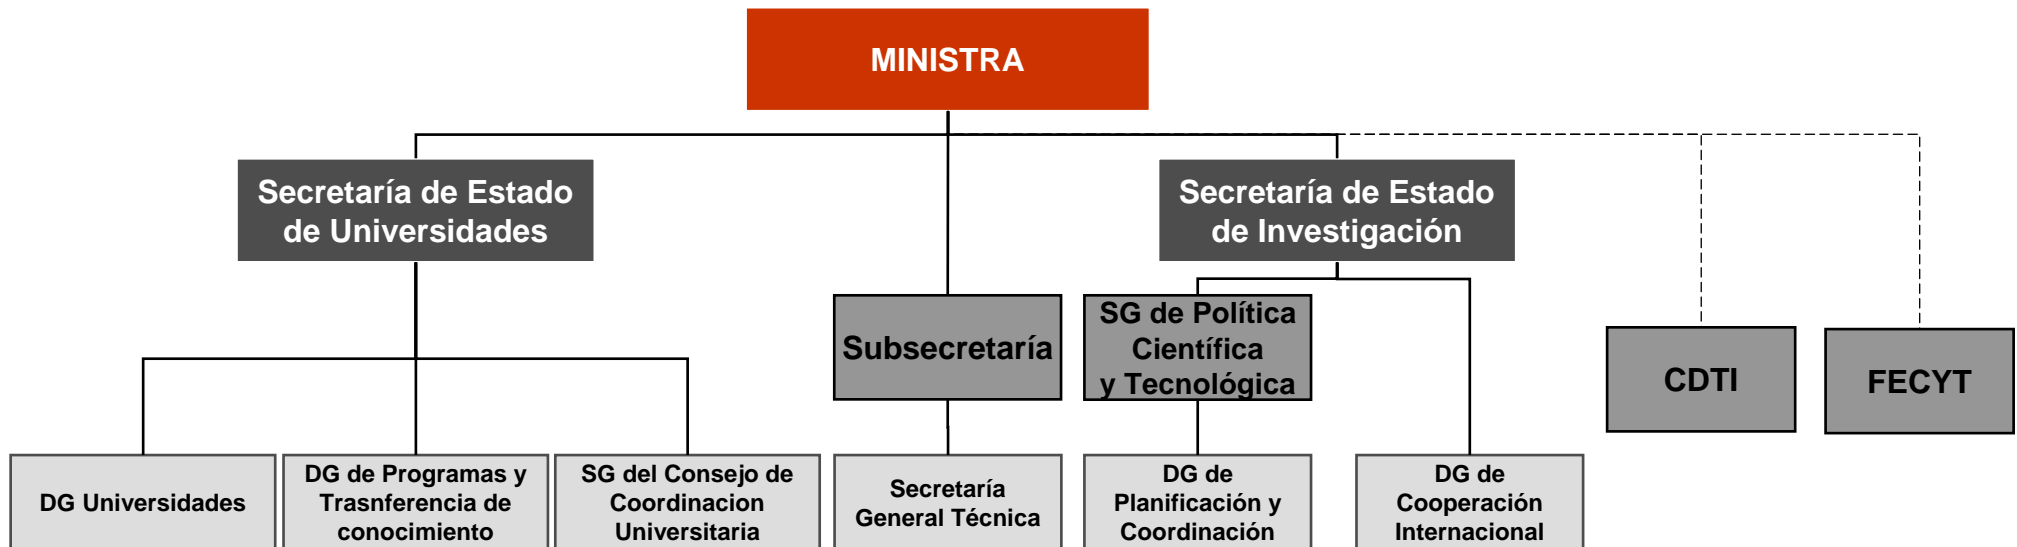 MINISTRA
Secretaría de Estado
de Universidades
Secretaría de Estado
de Investigación
Subsecretaría
SG de Política
Científica
y Tecnológica
CDTI
FECYT
DG Universidades
DG de Programas y
Trasnferencia de
conocimiento
SG del Consejo de
Coordinacion
Universitaria
Secretaría
General Técnica
DG de
Planificación y
Coordinación
DG de
Cooperación
Internacional